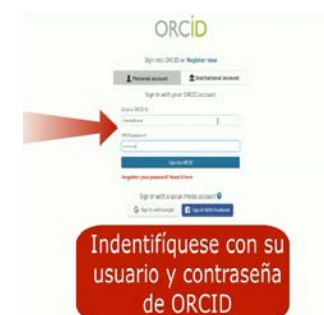 ORCiD
Sign into ORCID or Register now
Personal account
Institutional account
Sign in with your ORCID account
Sign into ORCID
Forgotten your password? Reset it here
Sign in with a social media account
Sign in with Google
Sign in with Facebook
Indentifíquese con su
usuario y contraseña
de ORCID